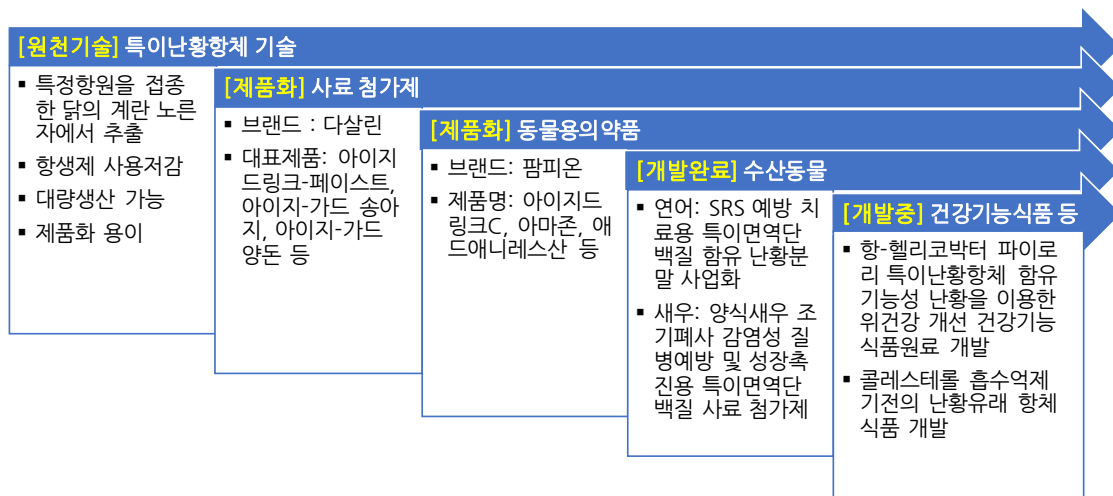 [원천기술] 특이난황항체 기술
▪ 특정항원을 접종
한 닭의 계란 노른
자에서 추출
▪ 항생제 사용저감
▪ 대량생산 가능
▪ 제품화 용이
[제품화] 사료 첨가제
▪ 브랜드 : 다살린
▪ 대표제품: 아이지
드링크-페이스트,
아이지-가드 송아
지, 아이지-가드
양돈 등
[제품화] 동물용의약품
▪ 브랜드: 팜피온
▪ 제품명: 아이지드
링크C, 아마존, 애
드애니레스산 등
[개발완료] 수산동물
▪ 연어: SRS 예방 치
료용 특이면역단
백질 함유 난황분
말 사업화
▪ 새우: 양식새우 조
기폐사 감염성 질
병예방 및 성장촉
진용 특이면역단
백질 사료 첨가제
[개발중] 건강기능식품 등
▪ 항-헬리코박터 파이로
리 특이난황항체 함유
기능성 난황을 이용한
위건강 개선 건강기능
식품원료 개발
▪ 콜레스테롤 흡수억제
기전의 난황유래 항체
식품 개발